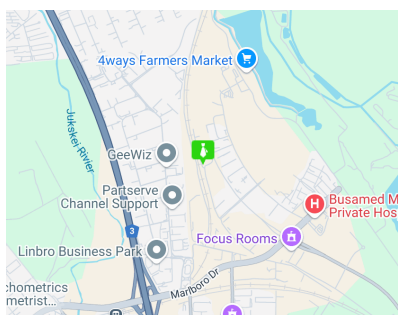 4ways Farmers Market
Jukskei Rivier
GeeWiz
Partserve
Channel Support
Busamed M
Private Hos
3
Focus Rooms
Linbro Business Park
Marlboro Dr
chometrics
metrist...
H